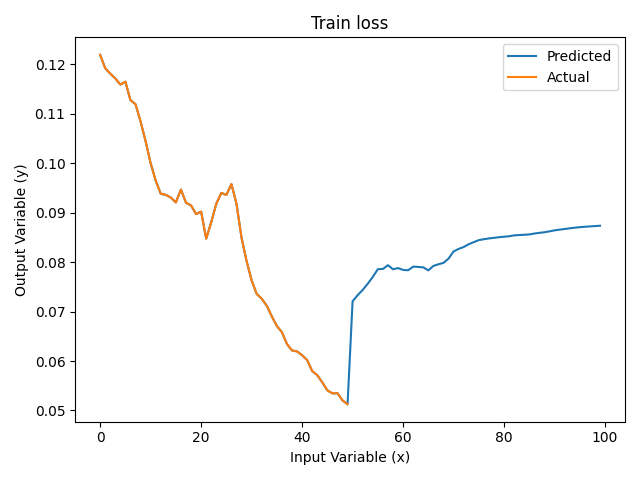 Train loss
Predicted
Actual
Output Variable (y)
0.12
0.11
0.10
0.09
0.08
0.07
0.06
0.05
0
20
40
60
80
100
Input Variable (x)